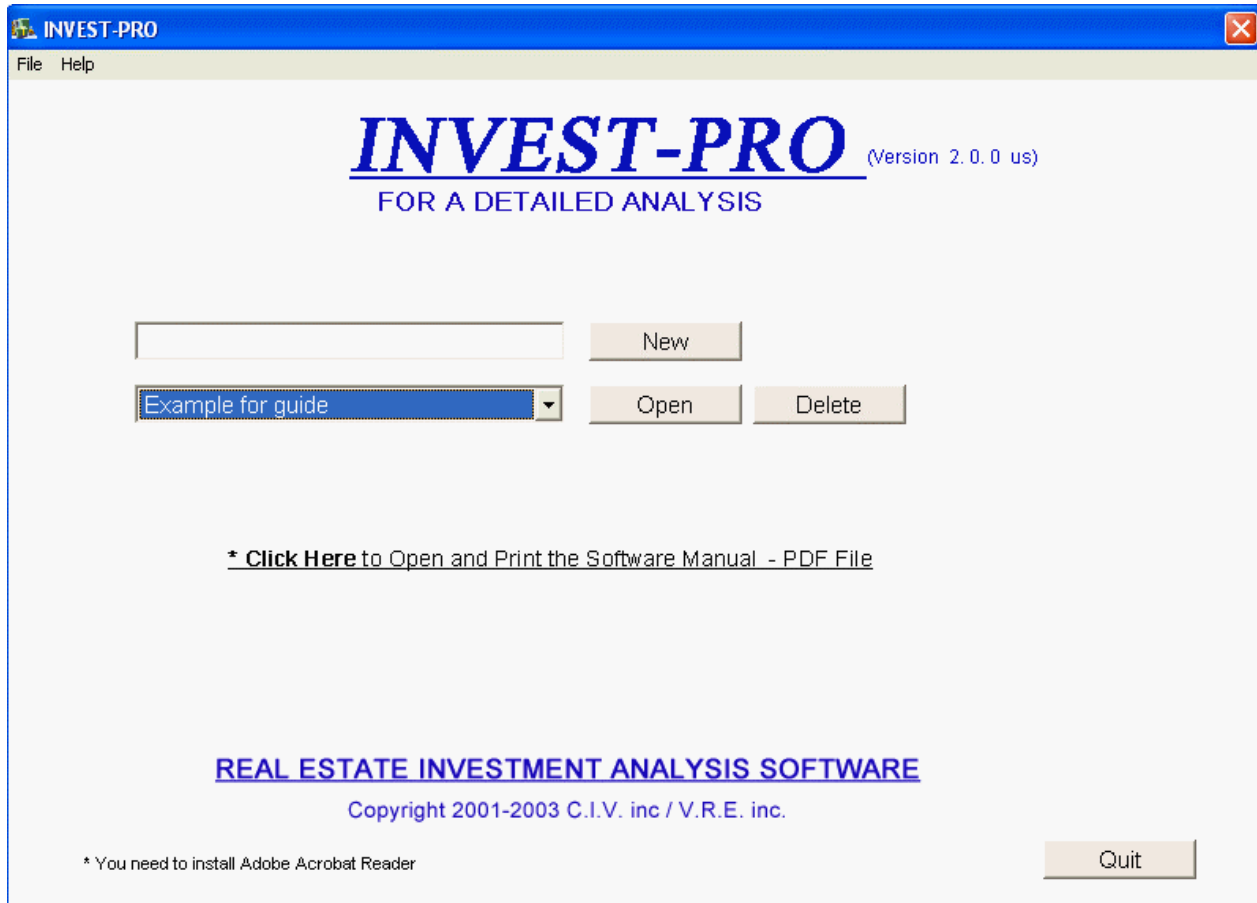 INVEST-PRO
File Help
INVEST-PRO (Version 2. 0. 0 us)
FOR A DETAILED ANALYSIS
New
Example for guide Open Delete
* Click Here to Open and Print the Software Manual - PDF File
REAL ESTATE INVESTMENT ANALYSIS SOFTWARE
Copyright 2001-2003 C.I.V. inc / V.R.E. inc.
* You need to install Adobe Acrobat Reader Quit